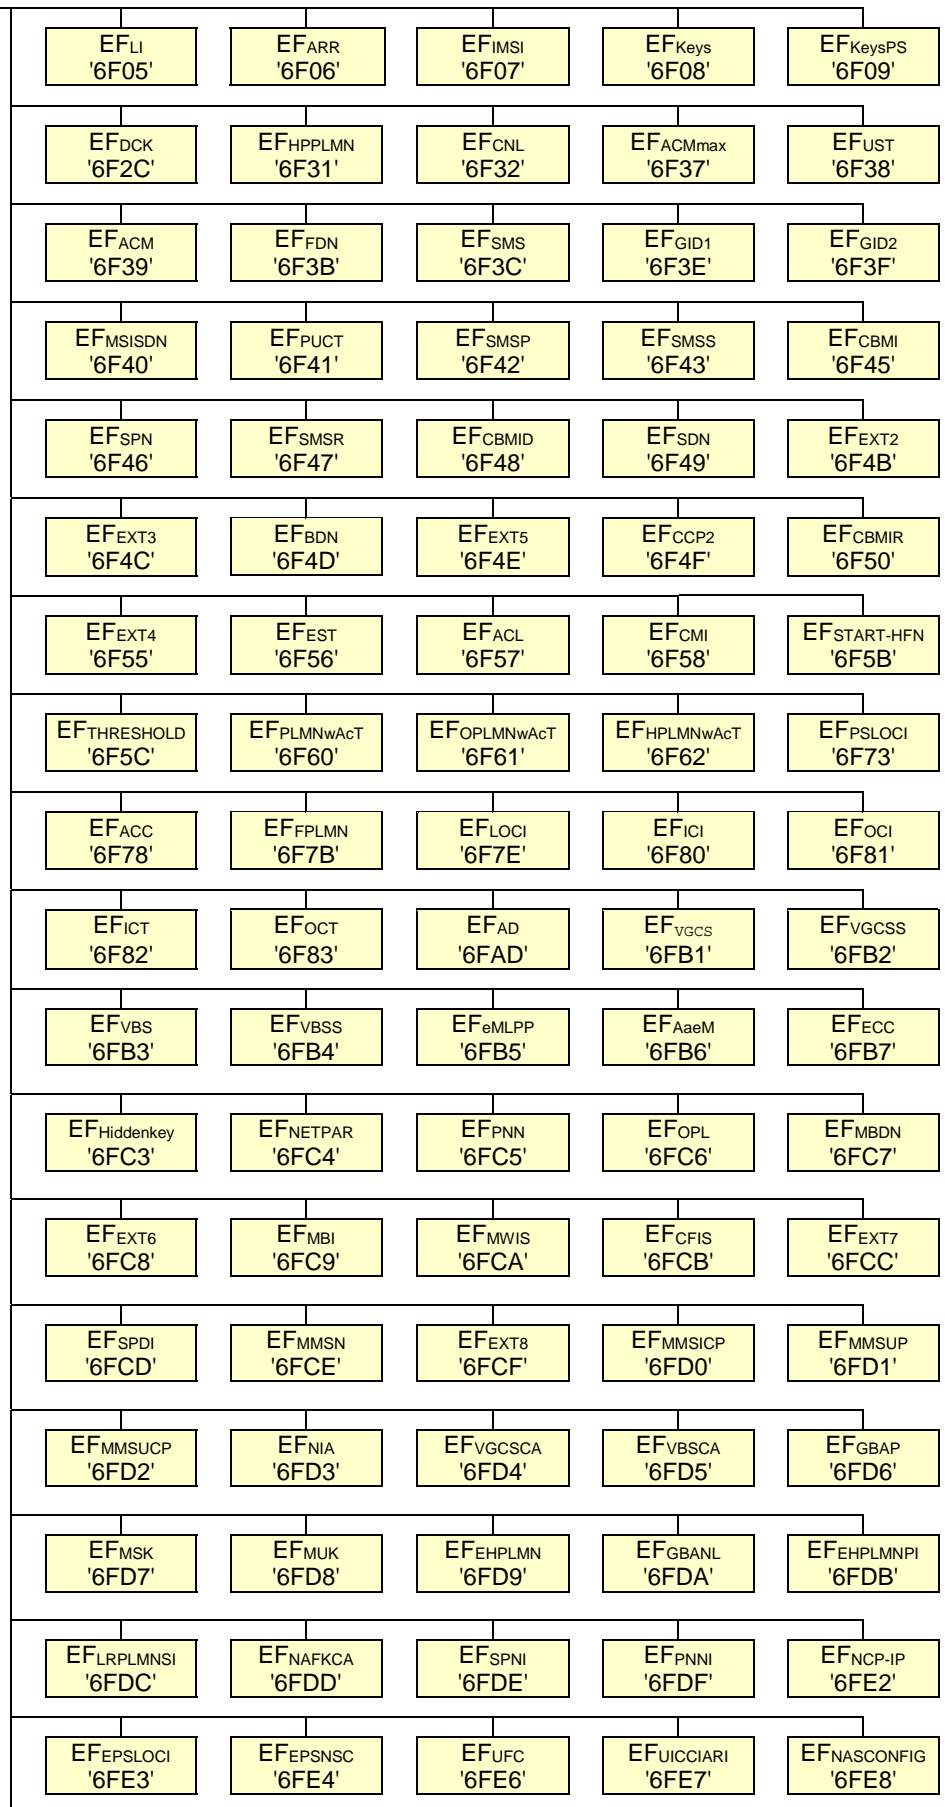 EFLI EFARR EFIMSI EFKeys EFKeysPS
'6F05' '6F06' '6F07' '6F08' '6F09'
EFDCK EFHPPLMN EFCNL EFACMmax EFUST
'6F2C' '6F31' '6F32' '6F37' '6F38'
EFACM EFFDN EFSMS EFGID1 EFGID2
'6F39' '6F3B' '6F3C' '6F3E' '6F3F'
EFMSISDN EFPUCT EFSMSP EFSMSS EFCBMI
'6F40' '6F41' '6F42' '6F43' '6F45'
EFSPN EFSMSR EFCBMID EFSDN EFEXT2
'6F46' '6F47' '6F48' '6F49' '6F4B'
EFEXT3 EFBDN EFEXT5 EFCCP2 EFCBMIR
'6F4C' '6F4D' '6F4E' '6F4F' '6F50'
EFEXT4 EFEST EFACL EFCMI EFSTART-HFN
'6F55' '6F56' '6F57' '6F58' '6F5B'
EFTHRESHOLD EFPLMNwAcT EFOPLMNwAcT EFHPLMNwAcT EFPSLOCI
'6F5C' '6F60' '6F61' '6F62' '6F73'
EFACC EFFPLMN EFLOCI EFICI EFOCI
'6F78' '6F7B' '6F7E' '6F80' '6F81'
EFICT EFOCT EFAD EFVGCS EFVGCSS
'6F82' '6F83' '6FAD' '6FB1' '6FB2'
EFVBS EFVBSS EFeMLPP EFAaeM EFECC
'6FB3' '6FB4' '6FB5' '6FB6' '6FB7'
EFHiddenkey EFNETPAR EFPNN EFOPL EFMBDN
'6FC3' '6FC4' '6FC5' '6FC6' '6FC7'
EFEXT6 EFMBI EFMWIS EFCFIS EFEXT7
'6FC8' '6FC9' '6FCA' '6FCB' '6FCC'
EFSPDI EFMMSN EFEXT8 EFMMSICP EFMMSUP
'6FCD' '6FCE' '6FCF' '6FD0' '6FD1'
EFMMSUCP EFNIA EFVGCSCA EFVBSCA EFGBAP
'6FD2' '6FD3' '6FD4' '6FD5' '6FD6'
EFMSK EFMUK EFEHPLMN EFGBANL EFEHPLMNPI
'6FD7' '6FD8' '6FD9' '6FDA' '6FDB'
EFLRPLMNSI EFNAFKCA EFSPNI EFPNNI EFNCP-IP
'6FDC' '6FDD' '6FDE' '6FDF' '6FE2'
EFEPSLOCI EFEPSNSC EFUFC EFUICCIARI EFNASCONFIG
'6FE3' '6FE4' '6FE6' '6FE7' '6FE8'